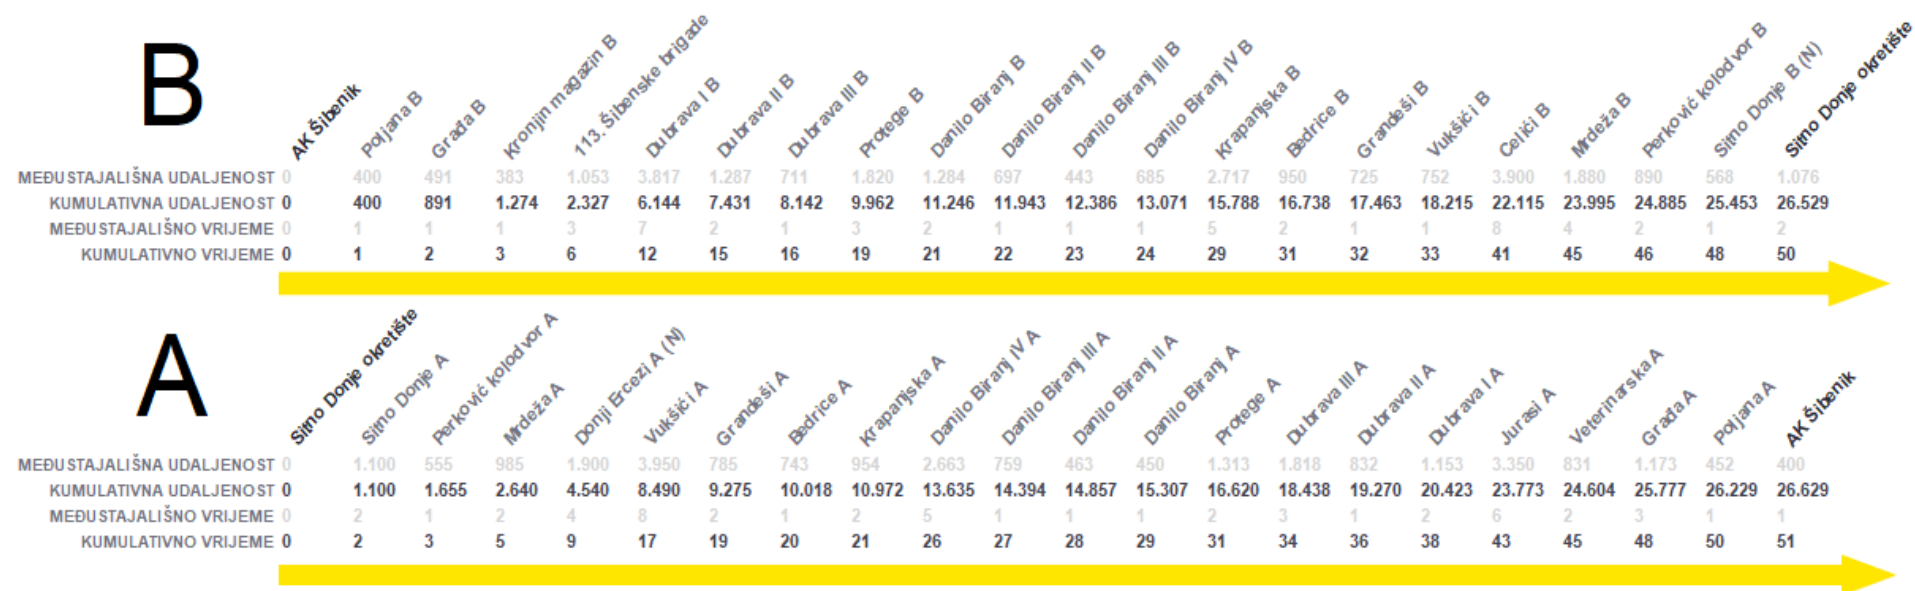 B
AK Šibenik Poljana B Građa B Kronjin magazin B 113. Šibenske brigade Dubrava I B Dubrava II B Dubrava III B Protege B Danilo Biranj B Danilo Biranj II B Danilo Biranj III B Danilo Biranj IV B Krapanjska B Bedrice B Grandeši B Vukšići B Celići B Mrdeža B Perković kolodvor B Sitno Donje B (N) Sitno Donje okretište
MEĐUSTAJALIŠNA UDALJENOST 0 400 491 383 1.053 3.817 1.287 711 1.820 1.284 697 443 685 2.717 950 725 752 3.900 1.880 890 568 1.076
KUMULATIVNA UDALJENOST 0 400 891 1.274 2.327 6.144 7.431 8.142 9.962 11.246 11.943 12.386 13.071 15.788 16.738 17.463 18.215 22.115 23.995 24.885 25.453 26.529
MEĐUSTAJALIŠNO VRIJEME 0 1 1 1 3 7 2 1 3 2 1 1 1 5 2 1 1 8 4 2 1 2
KUMULATIVNO VRIJEME 0 1 2 3 6 12 15 16 19 21 22 23 24 29 31 32 33 41 45 46 48 50
A
Sitno Donje okretište Sitno Donje A Perković kolodvor A Mrdeža A Donji Ercezi A (N) Vukšići A Grandeši A Bedrice A Krapanjska A Danilo Biranj IV A Danilo Biranj III A Danilo Biranj II A Danilo Biranj A Protege A Dubrava III A Dubrava II A Dubrava I A Jurasi A Veterinarska A Građa A Poljana A AK Šibenik
MEĐUSTAJALIŠNA UDALJENOST 0 1.100 555 985 1.900 3.950 785 743 954 2.663 759 463 450 1.313 1.818 832 1.153 3.350 831 1.173 452 400
KUMULATIVNA UDALJENOST 0 1.100 1.655 2.640 4.540 8.490 9.275 10.018 10.972 13.635 14.394 14.857 15.307 16.620 18.438 19.270 20.423 23.773 24.604 25.777 26.229 26.629
MEĐUSTAJALIŠNO VRIJEME 0 2 1 2 4 8 2 1 2 5 1 1 1 2 3 1 2 6 2 3 1 1
KUMULATIVNO VRIJEME 0 2 3 5 9 17 19 20 21 26 27 28 29 31 34 36 38 43 45 48 50 51